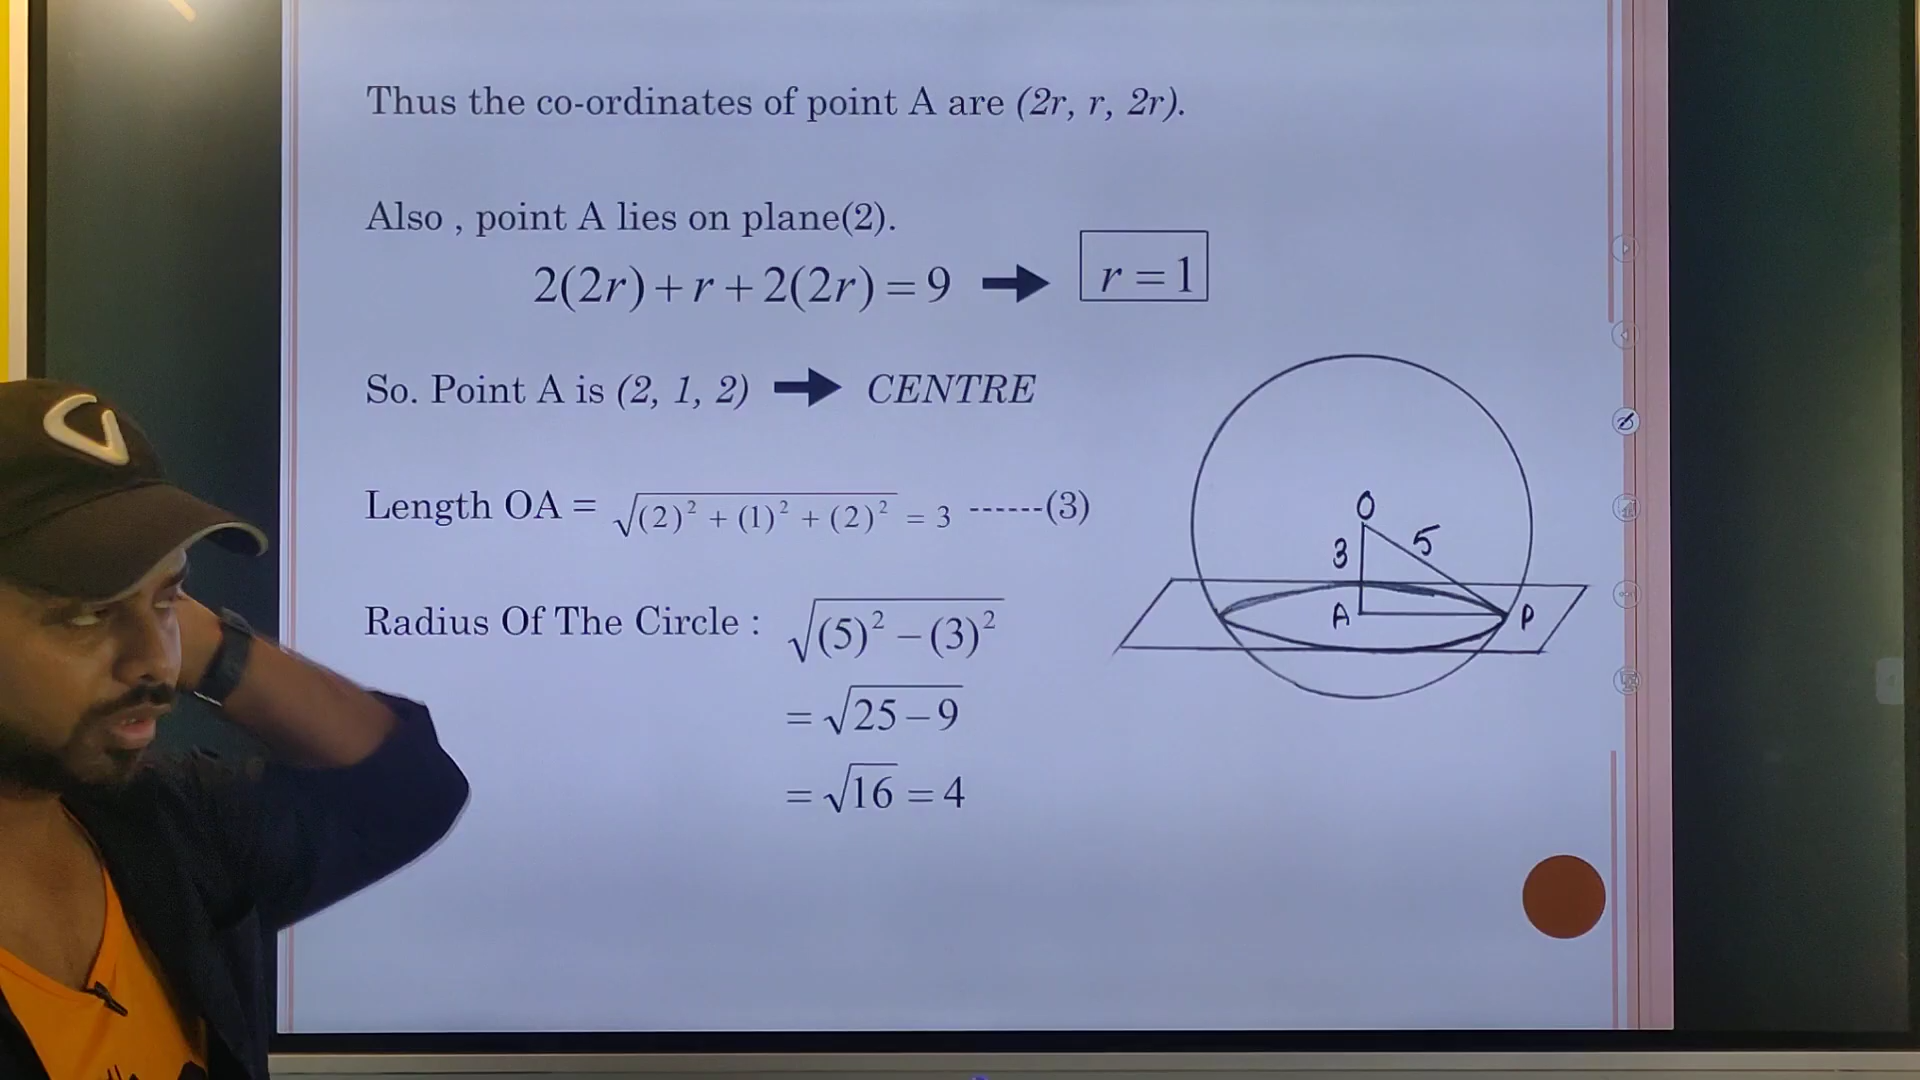 Thus the co-ordinates of point A are (2r, r, 2r).
Also , point A lies on plane(2).
2(2r) + r + 2(2r) = 9 ➡ r = 1
So. Point A is (2, 1, 2) ➡ CENTRE
Length OA = √(2)² + (1)² + (2)² = 3 ------(3)
O
3 5
A P
Radius Of The Circle : √(5)² − (3)²
= √25 − 9
= √16 = 4